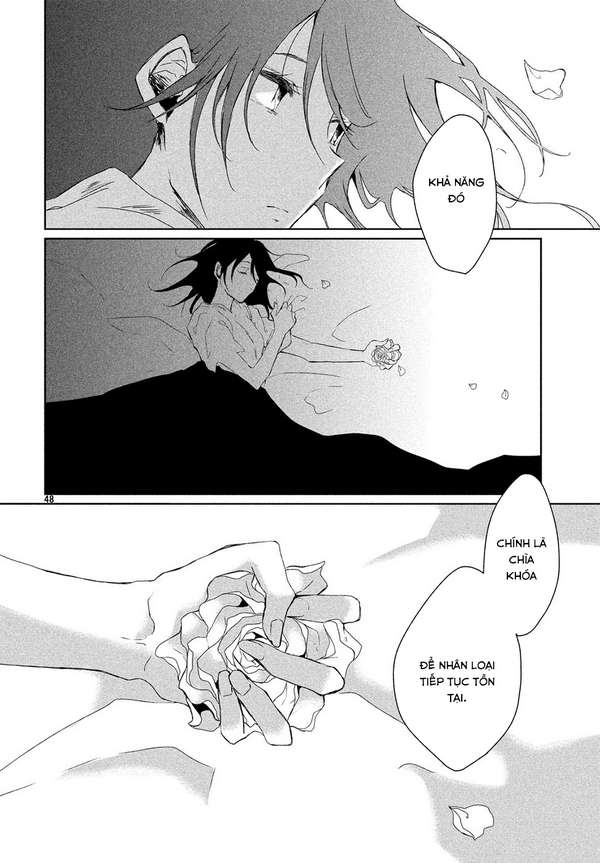 KHẢ NĂNG
ĐÓ
48
CHÍNH LÀ
CHÌA
KHÓA
ĐỂ NHÂN LOẠI
TIẾP TỤC TỒN
TẠI.